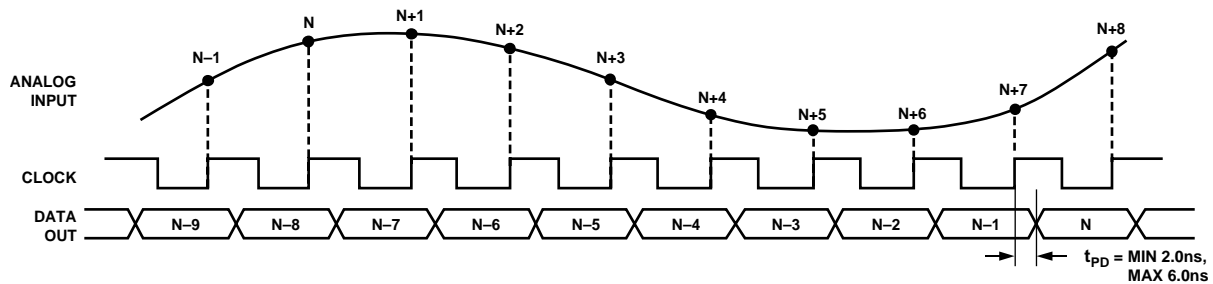 N–1
N
N+1
N+2
N+3
N+4
N+5
N+6
N+7
N+8
ANALOG
INPUT
CLOCK
DATA
OUT
N–9
N–8
N–7
N–6
N–5
N–4
N–3
N–2
N–1
N
tPD = MIN 2.0ns,
MAX 6.0ns